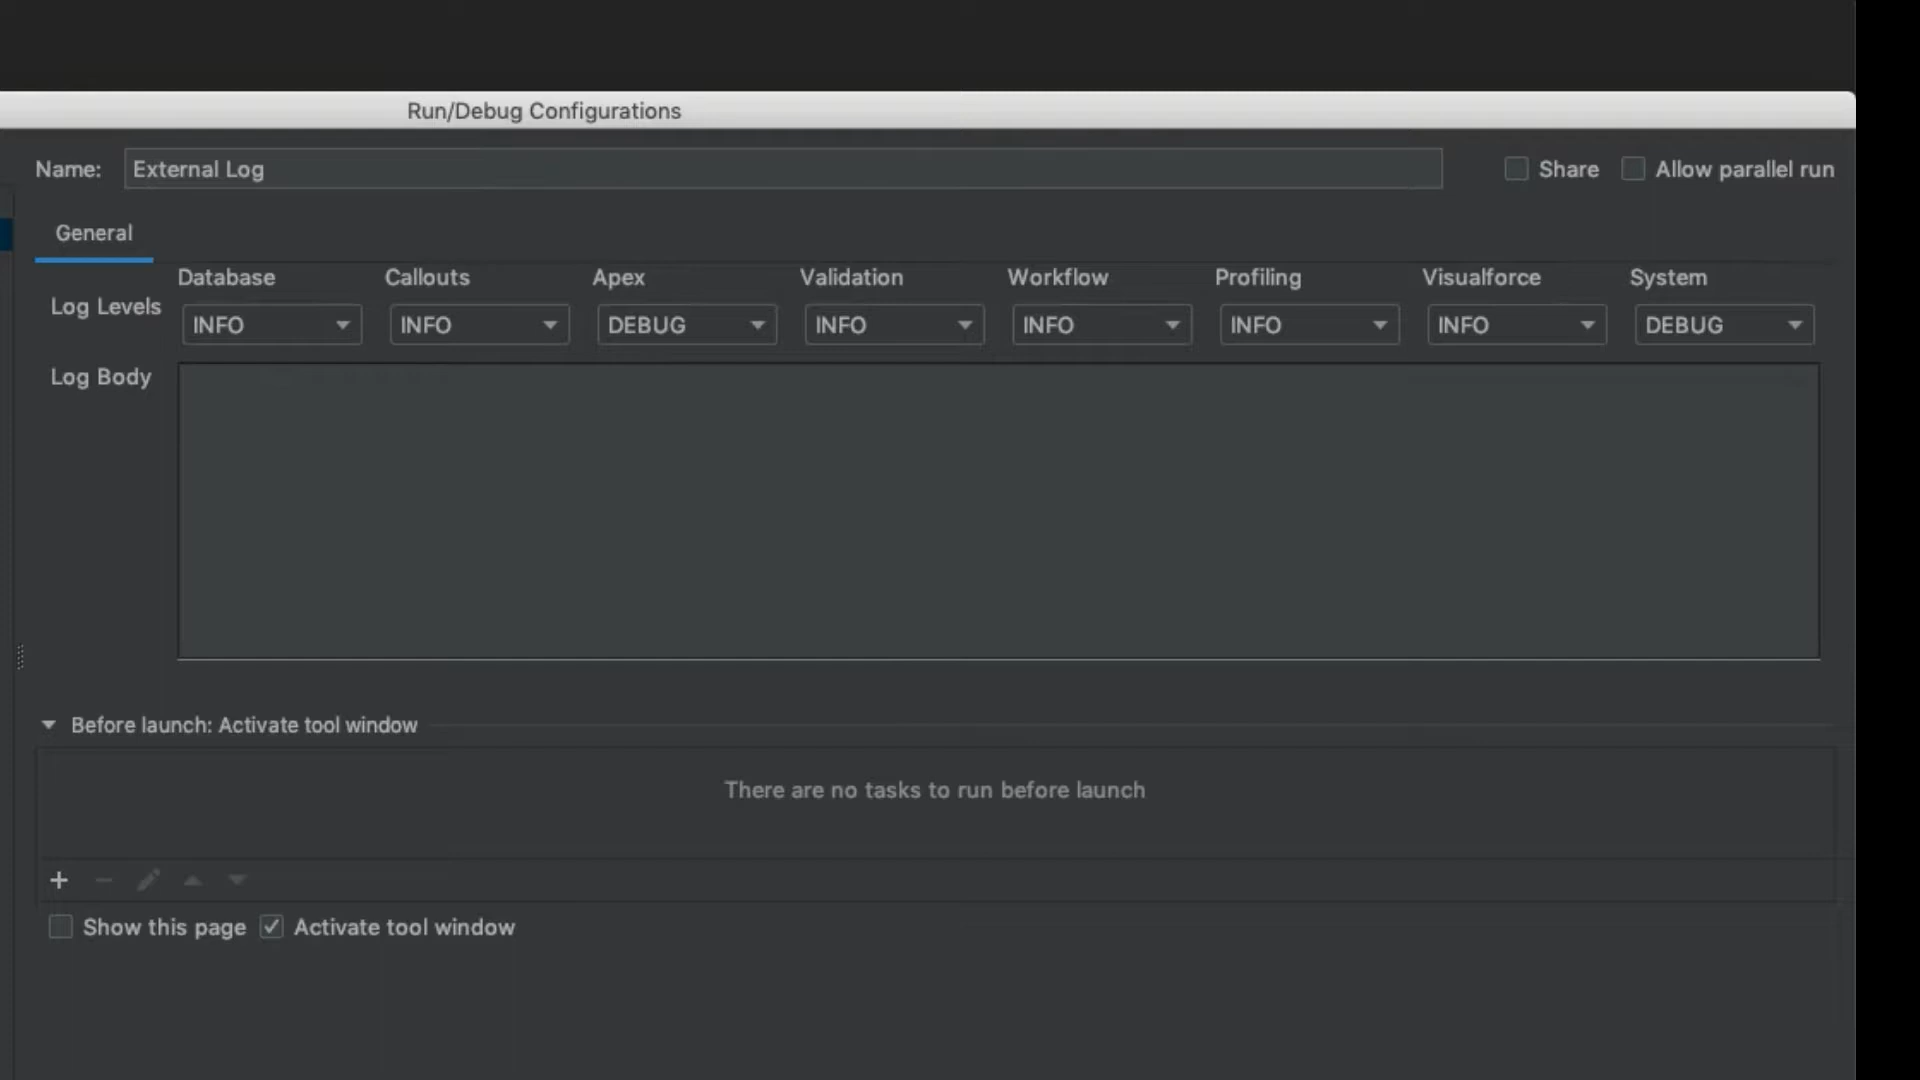 Run/Debug Configurations
Name: External Log Share Allow parallel run
General
Database Callouts Apex Validation Workflow Profiling Visualforce System
Log Levels INFO INFO DEBUG INFO INFO INFO INFO DEBUG
Log Body
Before launch: Activate tool window
There are no tasks to run before launch
Show this page Activate tool window